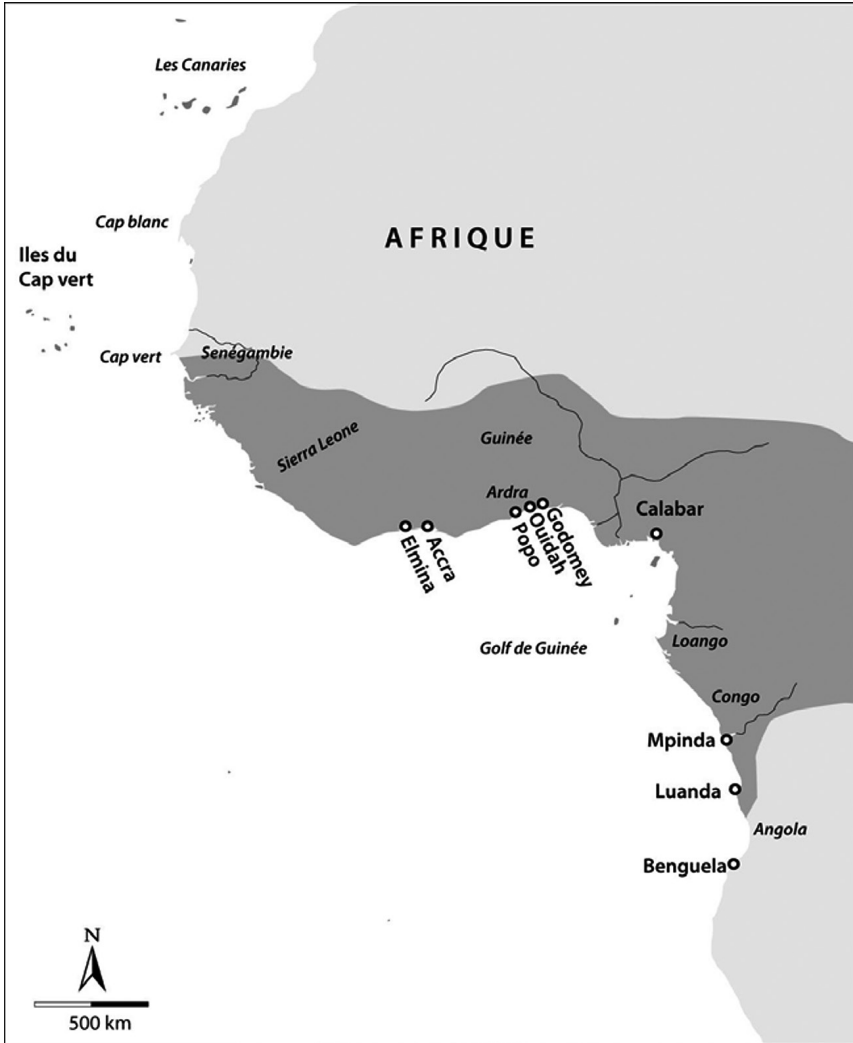 Les Canaries
Cap blanc
AFRIQUE
Iles du
Cap vert
Cap vert
Senégambie
Sierra Leone
Guinée
Ardra
Calabar
Elmina
Accra
Popo
Ouidah
Godomey
Golf de Guinée
Loango
Congo
Mpinda
Luanda
Angola
Benguela
N
500 km